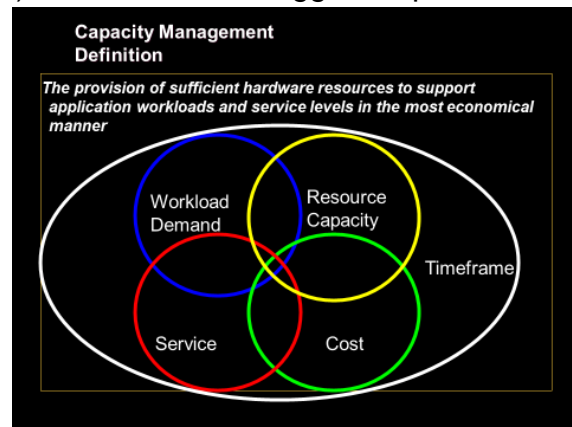 Capacity Management
Definition
The provision of sufficient hardware resources to support
application workloads and service levels in the most economical
manner
Workload
Demand
Resource
Capacity
Timeframe
Service
Cost